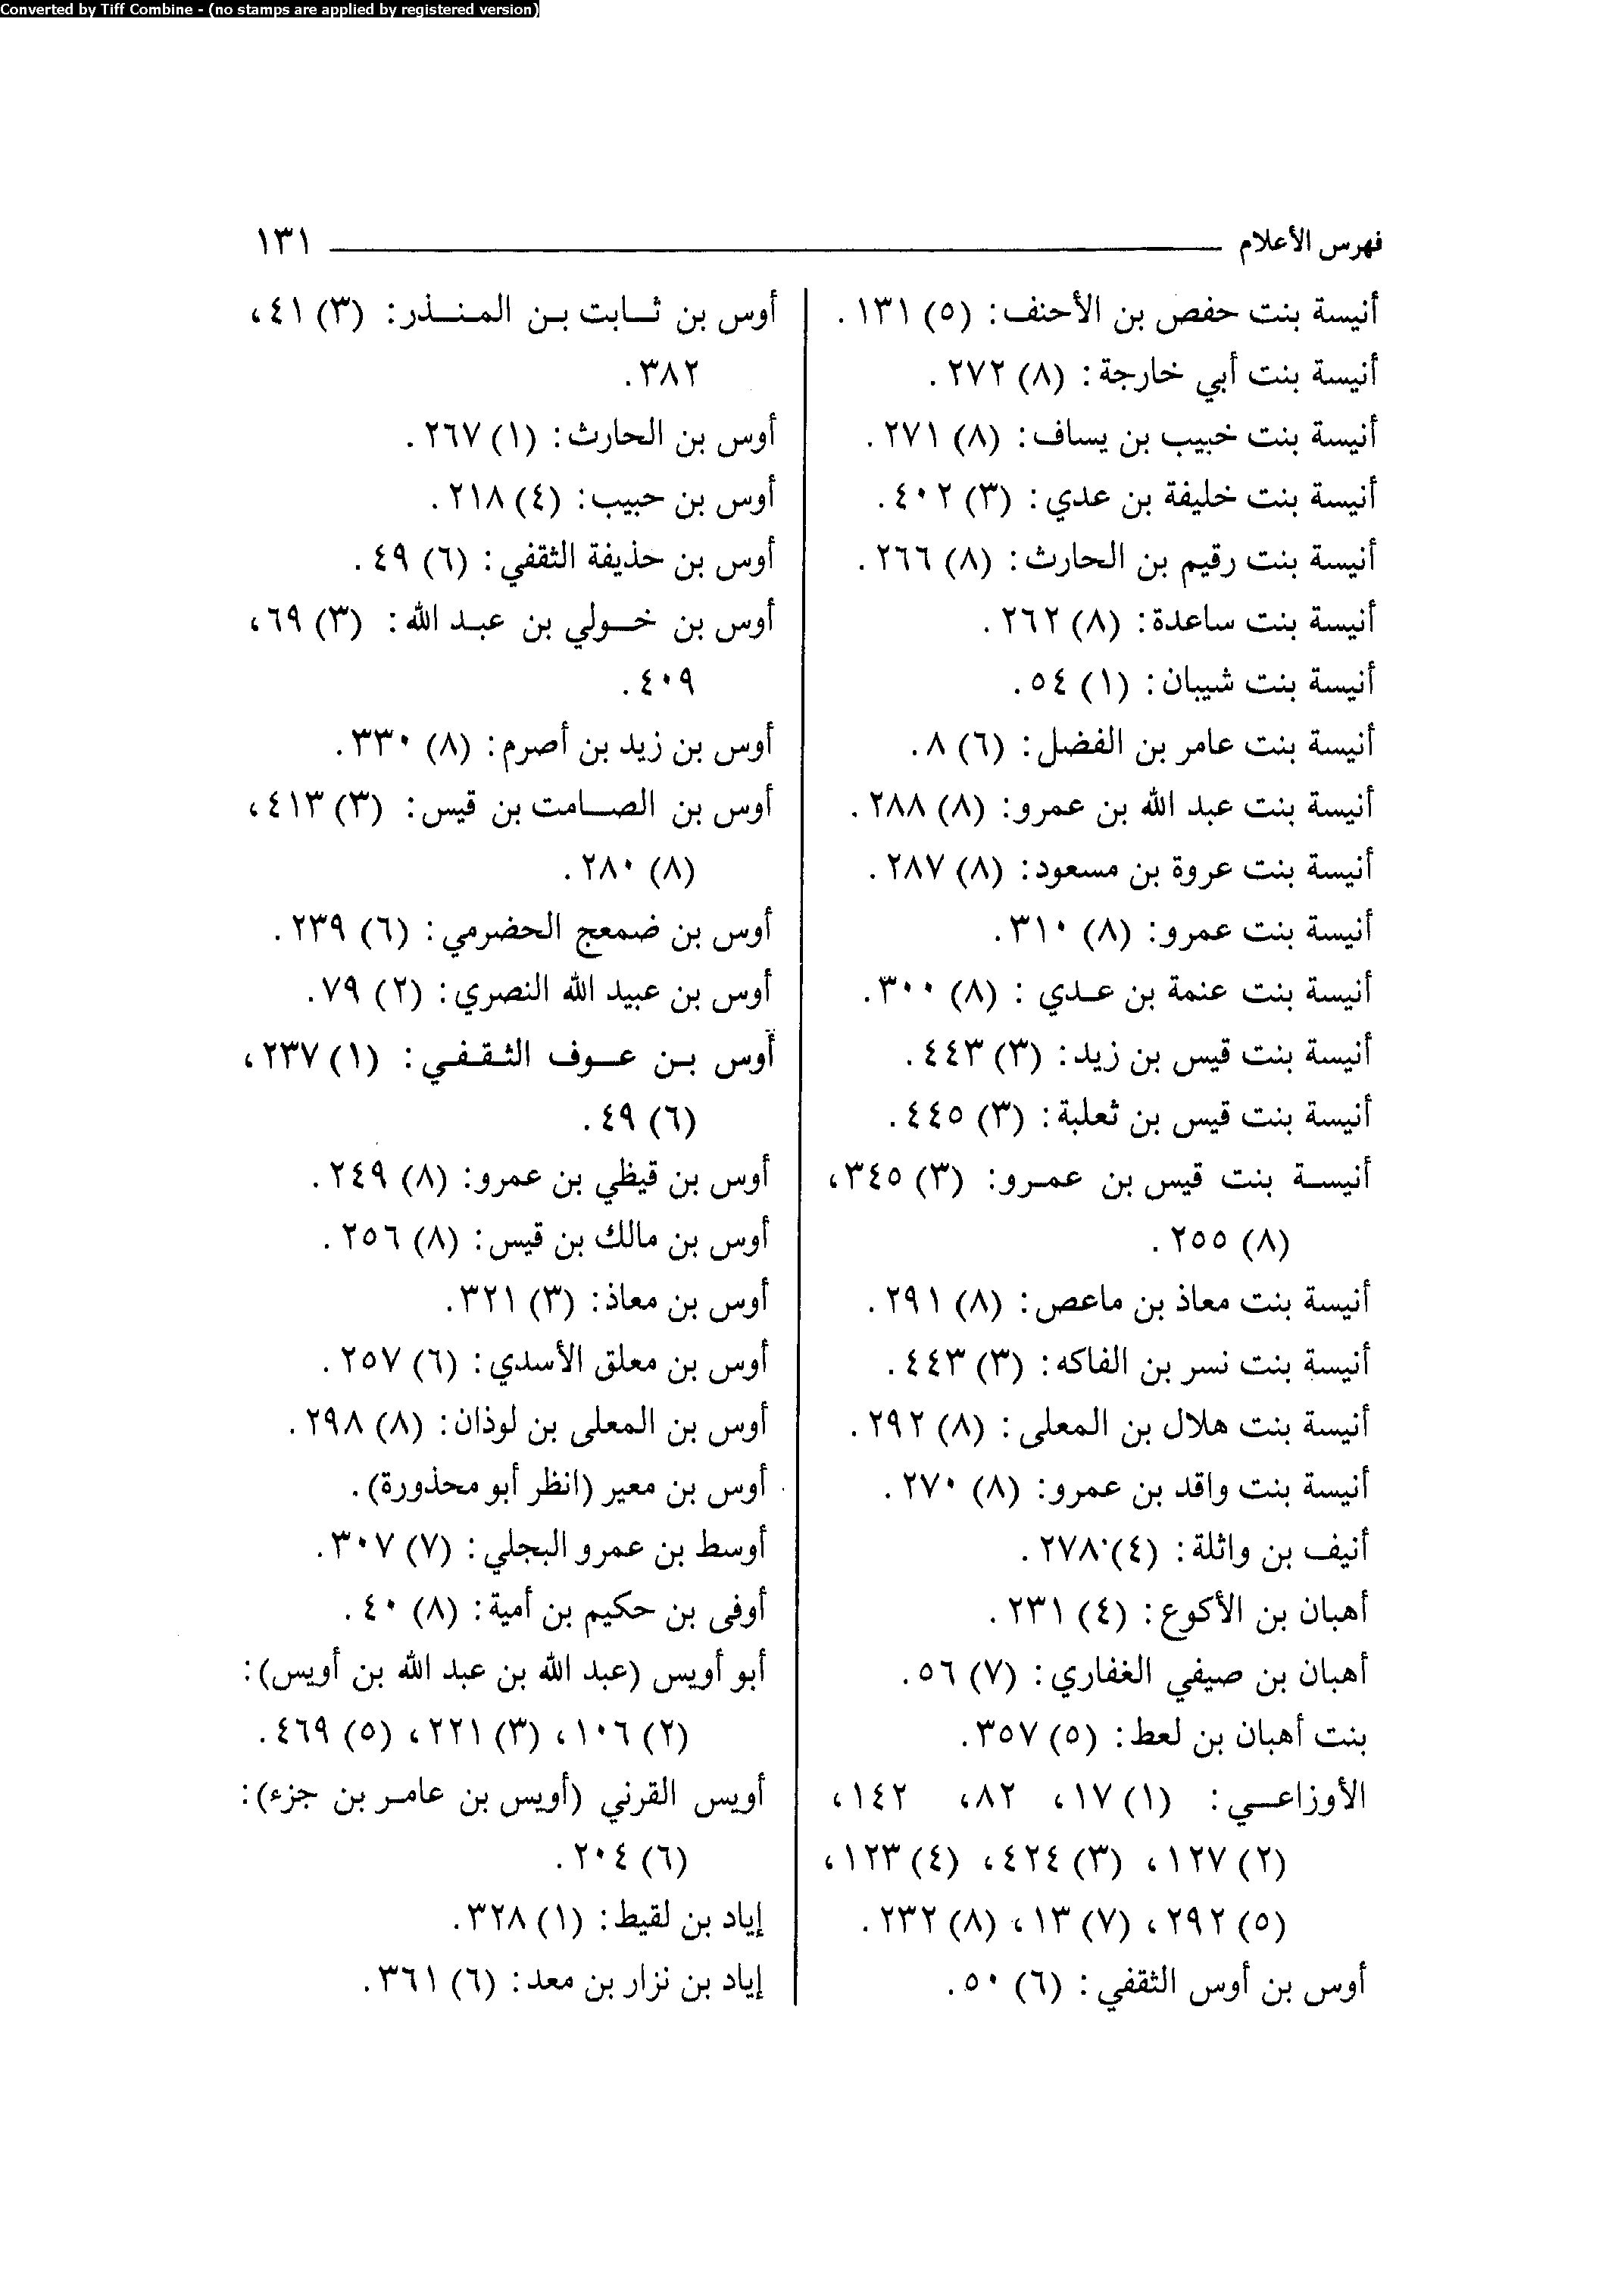 Converted by Tiff Combine - (no stamps are applied by registered version)
فهرس الأعلام ١٣١
أنيسة بنت حفص بن الأحنف: (٥) ١٣١.
أنيسة بنت أبي خارجة: (٨) ٢٧٢.
أنيسة بنت خبيب بن يساف: (٨) ٢٧١.
أنيسة بنت خليفة بن عدي: (٣) ٤٠٢.
أنيسة بنت رقيم بن الحارث: (٨) ٢٦٦.
أنيسة بنت ساعدة: (٨) ٢٦٢.
أنيسة بنت شيبان: (١) ٥٤.
أنيسة بنت عامر بن الفضل: (٦) ٨.
أنيسة بنت عبد الله بن عمرو: (٨) ٢٨٨.
أنيسة بنت عروة بن مسعود: (٨) ٢٨٧.
أنيسة بنت عمرو: (٨) ٣١٠.
أنيسة بنت عنمة بن عدي : (٨) ٣٠٠.
أنيسة بنت قيس بن زيد: (٣) ٤٤٣.
أنيسة بنت قيس بن ثعلبة: (٣) ٤٤٥.
أنيسة بنت قيس بن عمرو: (٣) ٣٤٥،
(٨) ٢٥٥.
أنيسة بنت معاذ بن ماعص: (٨) ٢٩١.
أنيسة بنت نسر بن الفاكه: (٣) ٤٤٣.
أنيسة بنت هلال بن المعلى: (٨) ٢٩٢.
أنيسة بنت واقد بن عمرو: (٨) ٢٧٠.
أنيف بن واثلة: (٤) ٢٧٨.
أهبان بن الأكوع: (٤) ٢٣١.
أهبان بن صيفي الغفاري: (٧) ٥٦.
بنت أهبان بن لعط: (٥) ٣٥٧.
الأوزاعي: (١) ١٧، ٨٢، ١٤٢،
(٢) ١٢٧، (٣) ٤٢٤، (٤) ١٢٣،
(٥) ٢٩٢، (٧) ١٣، (٨) ٢٣٢.
أوس بن أوس الثقفي: (٦) ٥٠.
أوس بن ثابت بن المنذر: (٣) ٤١،
٣٨٢.
أوس بن الحارث: (١) ٢٦٧.
أوس بن حبيب: (٤) ٢١٨.
أوس بن حذيفة الثقفي: (٦) ٤٩.
أوس بن خولي بن عبد الله: (٣) ٦٩،
٤٠٩.
أوس بن زيد بن أصرم: (٨) ٣٣٠.
أوس بن الصامت بن قيس: (٣) ٤١٣،
(٨) ٢٨٠.
أوس بن ضمعج الحضرمي: (٦) ٢٣٩.
أوس بن عبيد الله النصري: (٢) ٧٩.
أوس بن عوف الثقفي: (١) ٢٣٧،
(٦) ٤٩.
أوس بن قيظي بن عمرو: (٨) ٢٤٩.
أوس بن مالك بن قيس: (٨) ٢٥٦.
أوس بن معاذ: (٣) ٣٢١.
أوس بن معلق الأسدي: (٦) ٢٥٧.
أوس بن المعلى بن لوذان: (٨) ٢٩٨.
أوس بن معير (انظر أبو محذورة).
أوسط بن عمرو البجلي: (٧) ٣٠٧.
أوفى بن حكيم بن أمية: (٨) ٤٠.
أبو أويس (عبد الله بن عبد الله بن أويس):
(٢) ١٠٦، (٣) ٢٢١، (٥) ٤٦٩.
أويس القرني (أويس بن عامر بن جزء):
(٦) ٢٠٤.
إياد بن لقيط: (١) ٣٢٨.
إياد بن نزار بن معد: (٦) ٣٦١.